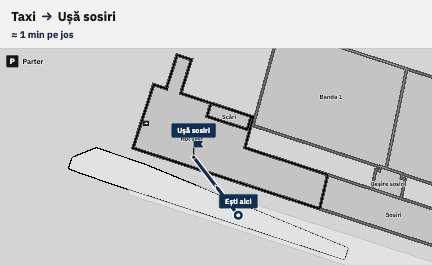 Taxi → Ușă sosiri
≈ 1 min pe jos
P Parter
Banda 1
Scări
Ușă sosiri
Ieșire sosiri
Ești aici
Sosiri